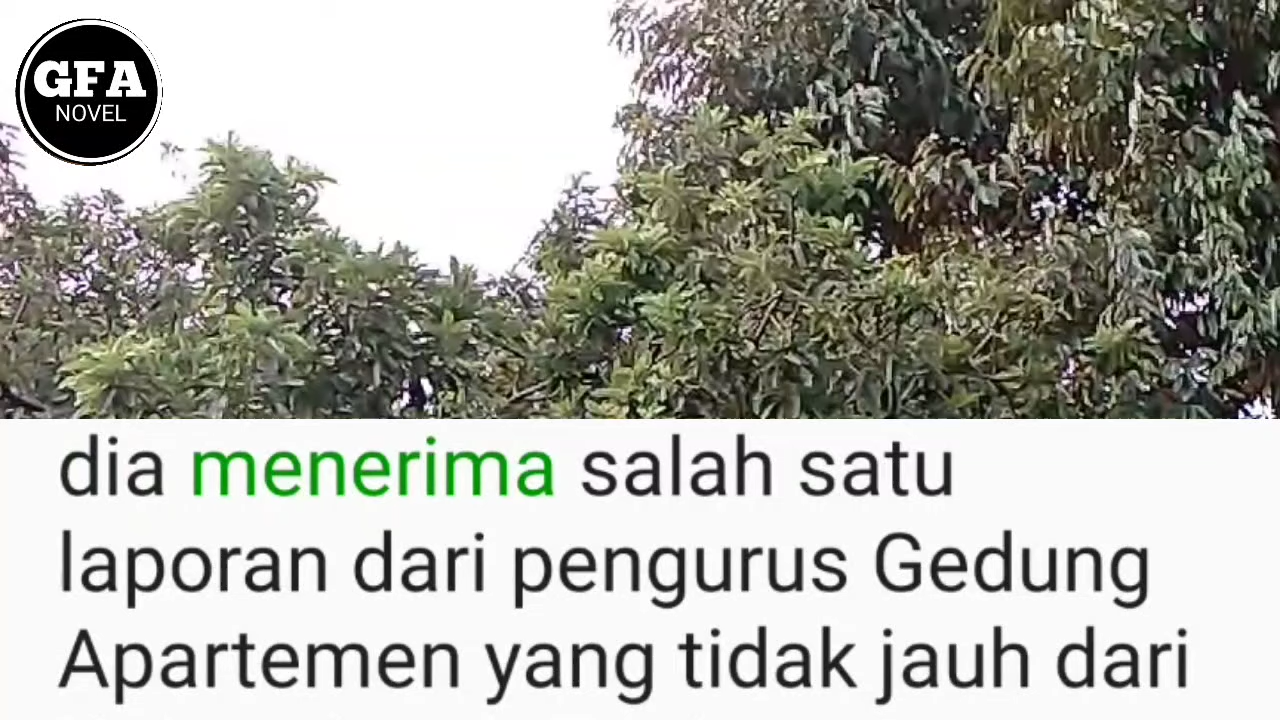 GFA
NOVEL
dia menerima salah satu
laporan dari pengurus Gedung
Apartemen yang tidak jauh dari